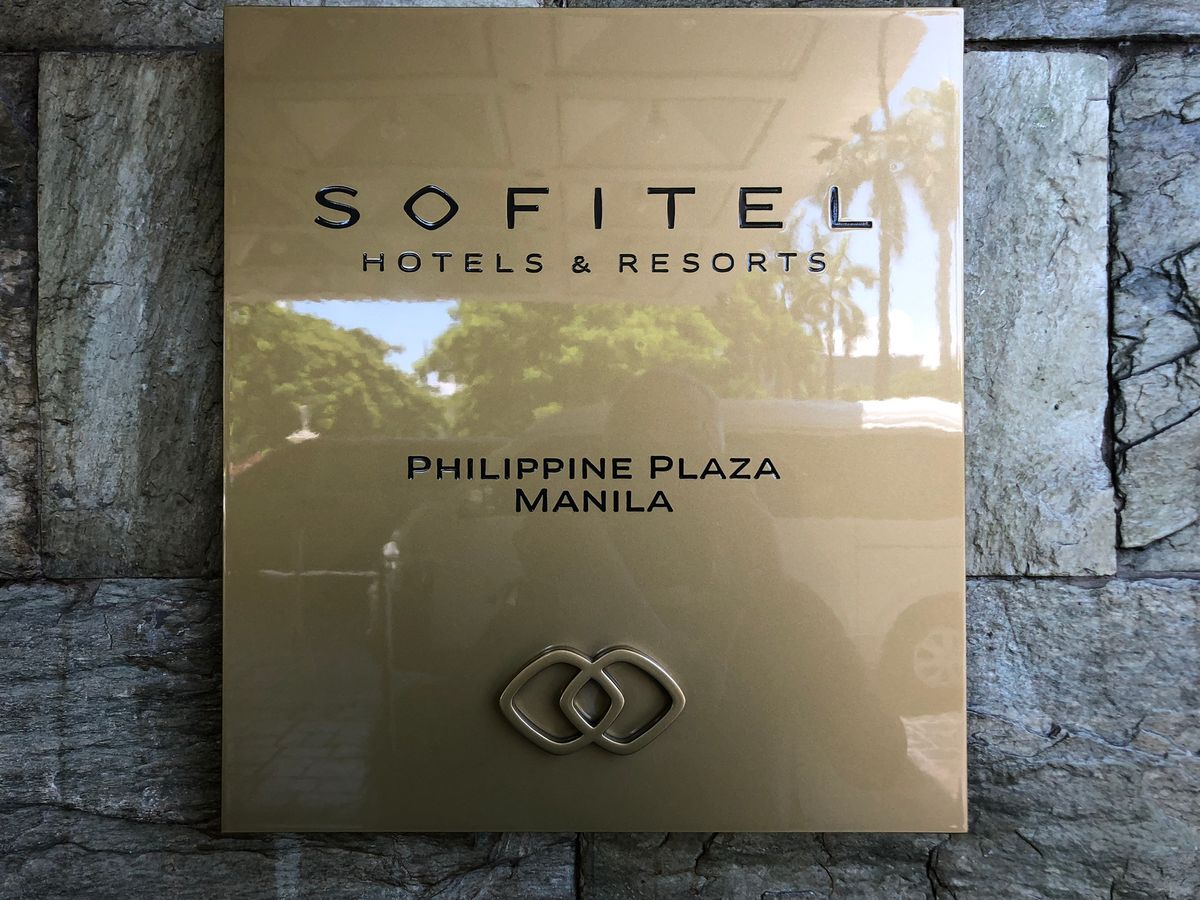 SOFITEL
HOTELS & RESORTS
PHILIPPINE PLAZA
MANILA